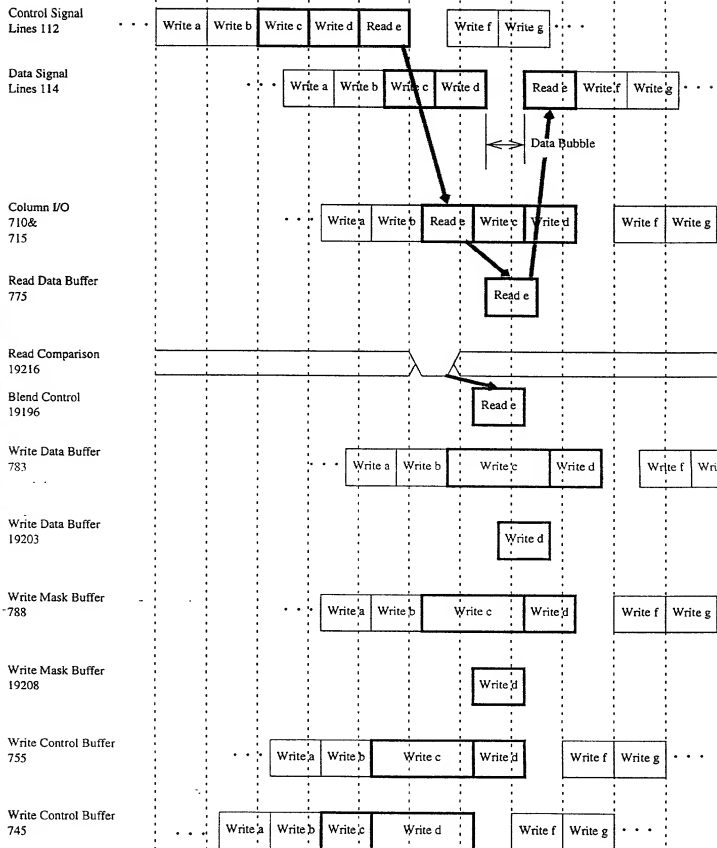 Control Signal
Lines 112
· · · Write a Write b Write c Write d Read e Write f Write g · · ·
Data Signal
Lines 114
· · · Write a Write b Write c Write d Read e Write f Write g · · ·
Data Bubble
Column I/O
710&
715
· · · Write a Write b Read e Write c Write d Write f Write g
Read Data Buffer
775
Read e
Read Comparison
19216
Blend Control
19196
Read e
Write Data Buffer
783
· · · Write a Write b Write c Write d Write f Wri
Write Data Buffer
19203
Write d
Write Mask Buffer
788
· · · Write a Write b Write c Write d Write f Write g
Write Mask Buffer
19208
Write d
Write Control Buffer
755
· · · Write a Write b Write c Write d Write f Write g · · ·
Write Control Buffer
745
· · · Write a Write b Write c Write d Write f Write g · · ·